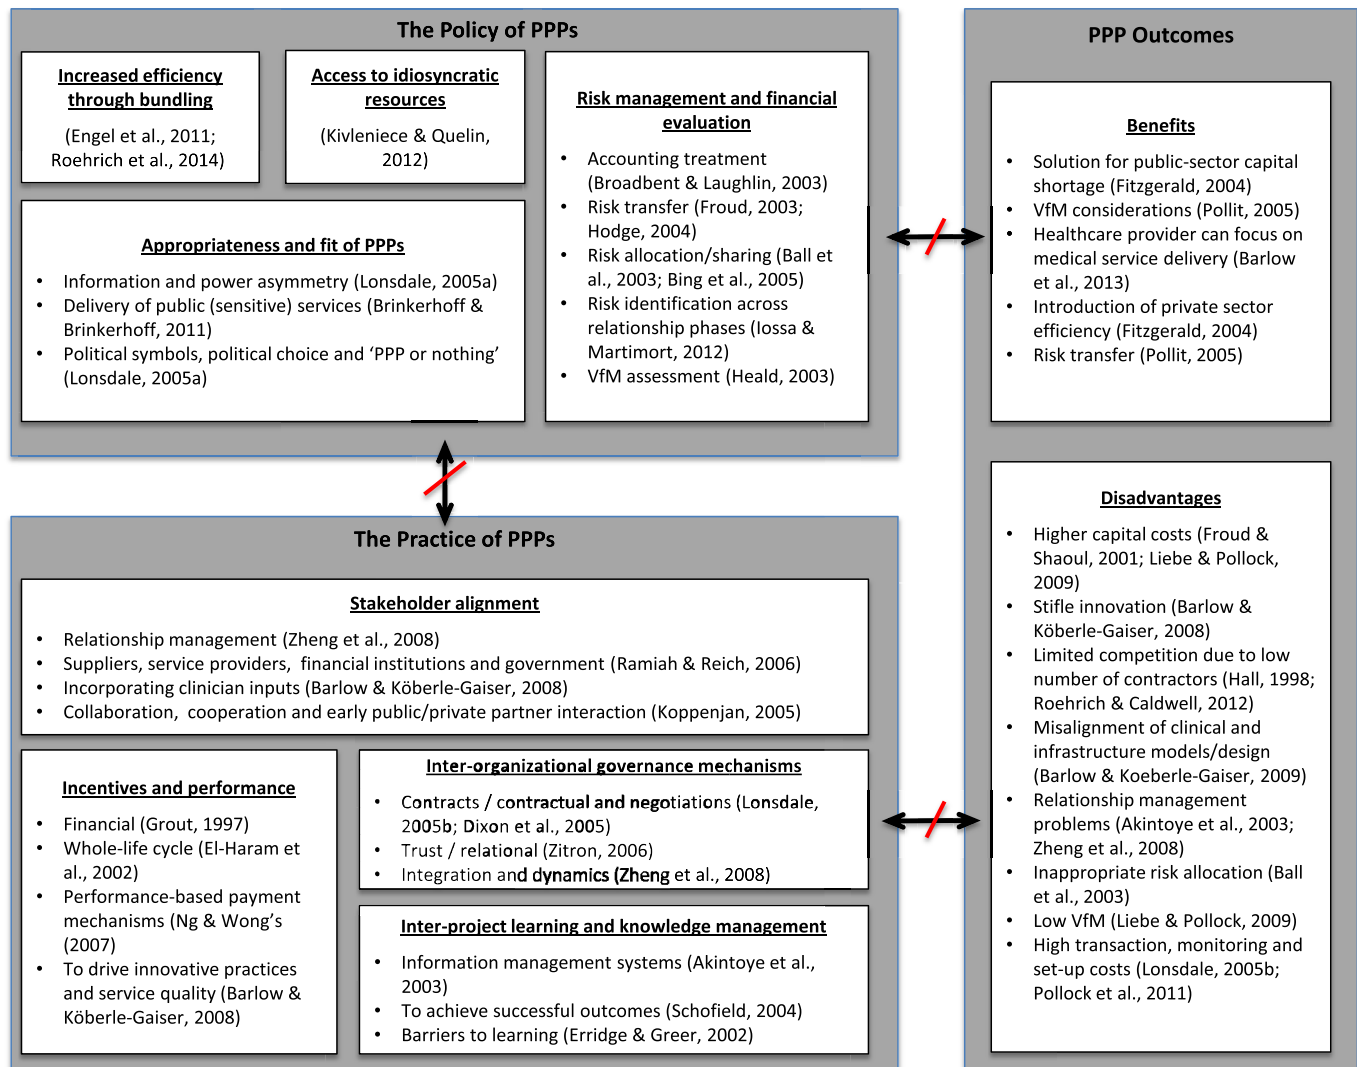 The Policy of PPPs
Increased efficiency
through bundling
(Engel et al., 2011;
Roehrich et al., 2014)
Access to idiosyncratic
resources
(Kivleniece & Quelin,
2012)
Appropriateness and fit of PPPs
• Information and power asymmetry (Lonsdale, 2005a)
• Delivery of public (sensitive) services (Brinkerhoff &
Brinkerhoff, 2011)
• Political symbols, political choice and ‘PPP or nothing’
(Lonsdale, 2005a)
Risk management and financial
evaluation
• Accounting treatment
(Broadbent & Laughlin, 2003)
• Risk transfer (Froud, 2003;
Hodge, 2004)
• Risk allocation/sharing (Ball et
al., 2003; Bing et al., 2005)
• Risk identification across
relationship phases (Iossa &
Martimort, 2012)
• VfM assessment (Heald, 2003)
The Practice of PPPs
Stakeholder alignment
• Relationship management (Zheng et al., 2008)
• Suppliers, service providers, financial institutions and government (Ramiah & Reich, 2006)
• Incorporating clinician inputs (Barlow & Köberle-Gaiser, 2008)
• Collaboration, cooperation and early public/private partner interaction (Koppenjan, 2005)
Incentives and performance
• Financial (Grout, 1997)
• Whole-life cycle (El-Haram et
al., 2002)
• Performance-based payment
mechanisms (Ng & Wong’s
(2007)
• To drive innovative practices
and service quality (Barlow &
Köberle-Gaiser, 2008)
Inter-organizational governance mechanisms
• Contracts / contractual and negotiations (Lonsdale,
2005b; Dixon et al., 2005)
• Trust / relational (Zitron, 2006)
• Integration and dynamics (Zheng et al., 2008)
Inter-project learning and knowledge management
• Information management systems (Akintoye et al.,
2003)
• To achieve successful outcomes (Schofield, 2004)
• Barriers to learning (Erridge & Greer, 2002)
PPP Outcomes
Benefits
• Solution for public-sector capital
shortage (Fitzgerald, 2004)
• VfM considerations (Pollit, 2005)
• Healthcare provider can focus on
medical service delivery (Barlow
et al., 2013)
• Introduction of private sector
efficiency (Fitzgerald, 2004)
• Risk transfer (Pollit, 2005)
Disadvantages
• Higher capital costs (Froud &
Shaoul, 2001; Liebe & Pollock,
2009)
• Stifle innovation (Barlow &
Köberle-Gaiser, 2008)
• Limited competition due to low
number of contractors (Hall, 1998;
Roehrich & Caldwell, 2012)
• Misalignment of clinical and
infrastructure models/design
(Barlow & Koeberle-Gaiser, 2009)
• Relationship management
problems (Akintoye et al., 2003;
Zheng et al., 2008)
• Inappropriate risk allocation (Ball
et al., 2003)
• Low VfM (Liebe & Pollock, 2009)
• High transaction, monitoring and
set-up costs (Lonsdale, 2005b;
Pollock et al., 2011)